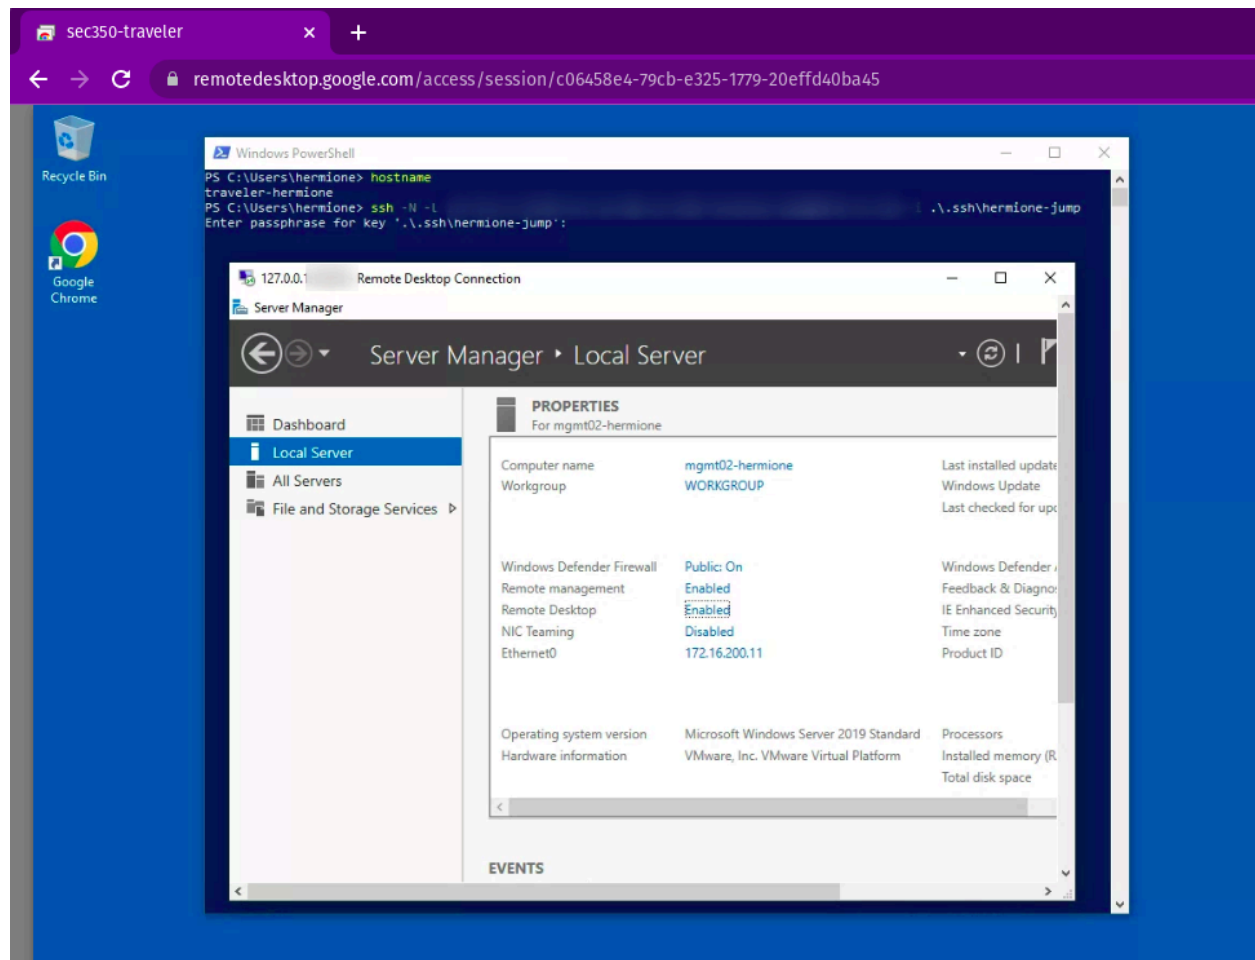 sec350-traveler
remotedesktop.google.com/access/session/c06458e4-79cb-e325-1779-20effd40ba45
Recycle Bin
Google
Chrome
Windows PowerShell
PS C:\Users\hermione> hostname
traveler-hermione
PS C:\Users\hermione> ssh -N -L .\.ssh\hermione-jump
Enter passphrase for key '.\.ssh\hermione-jump':
127.0.0.1 Remote Desktop Connection
Server Manager
Server Manager ‣ Local Server
Dashboard
Local Server
All Servers
File and Storage Services
PROPERTIES
For mgmt02-hermione
Computer name mgmt02-hermione Last installed update
Workgroup WORKGROUP Windows Update
Last checked for upd
Windows Defender Firewall Public: On Windows Defender
Remote management Enabled Feedback & Diagno
Remote Desktop Enabled IE Enhanced Security
NIC Teaming Disabled Time zone
Ethernet0 172.16.200.11 Product ID
Operating system version Microsoft Windows Server 2019 Standard Processors
Hardware information VMware, Inc. VMware Virtual Platform Installed memory (R
Total disk space
EVENTS